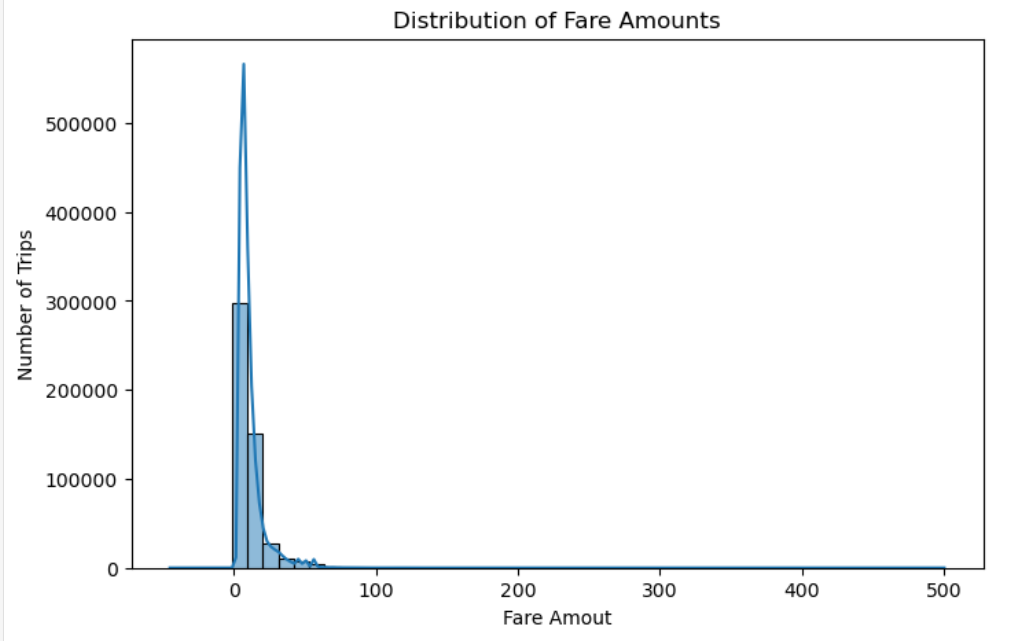 Distribution of Fare Amounts
Number of Trips
500000
400000
300000
200000
100000
0
0 100 200 300 400 500
Fare Amout